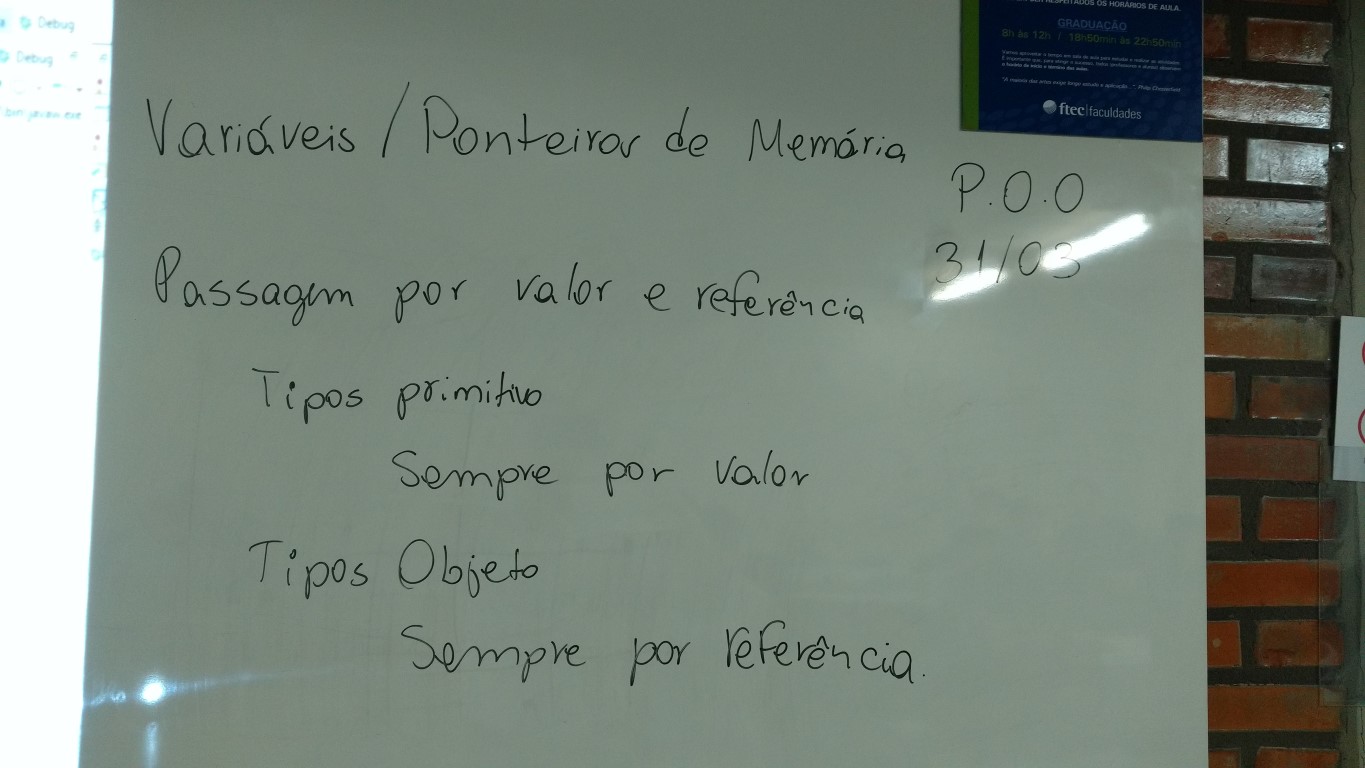 Debug
Debug
bin\javaw.exe
RESPEITADOS OS HORÁRIOS DE AULA.
GRADUAÇÃO
8h às 12h / 18h50min às 22h50min
ftec faculdades
Variáveis / Ponteiros de Memória
P.O.O
31/03
Passagem por valor e referência
Tipos primitivo
Sempre por valor
Tipos Objeto
Sempre por referência.